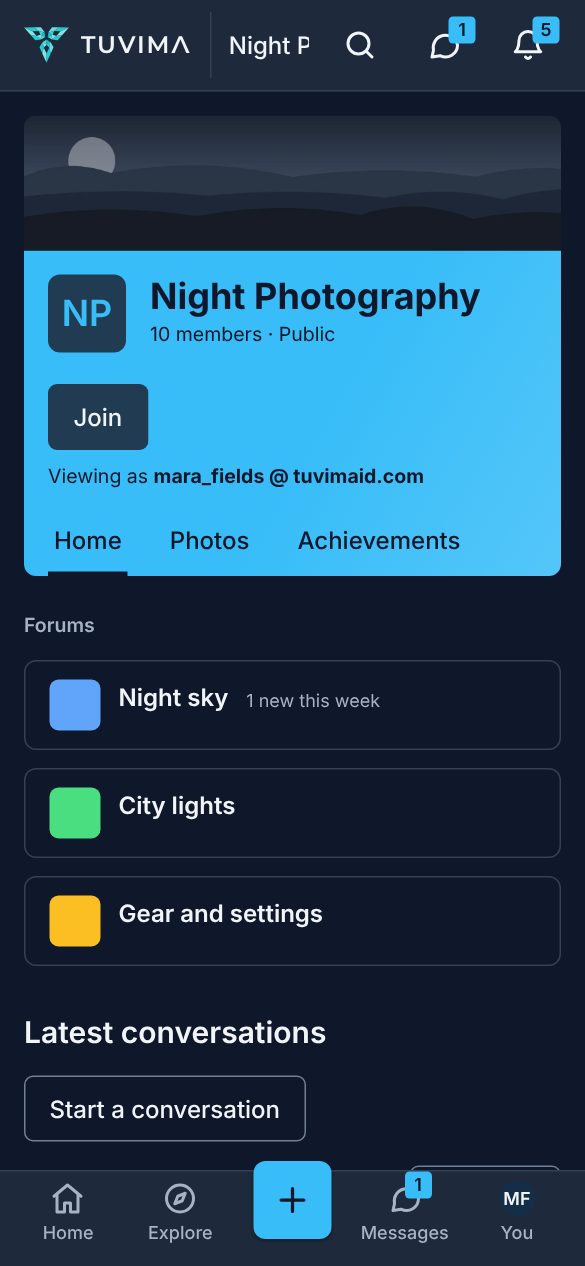 TUVIMA
Night P
1
5
NP
Night Photography
10 members · Public
Join
Viewing as mara_fields @ tuvimaid.com
Home
Photos
Achievements
Forums
Night sky
1 new this week
City lights
Gear and settings
Latest conversations
Start a conversation
Home
Explore
1
Messages
MF
You